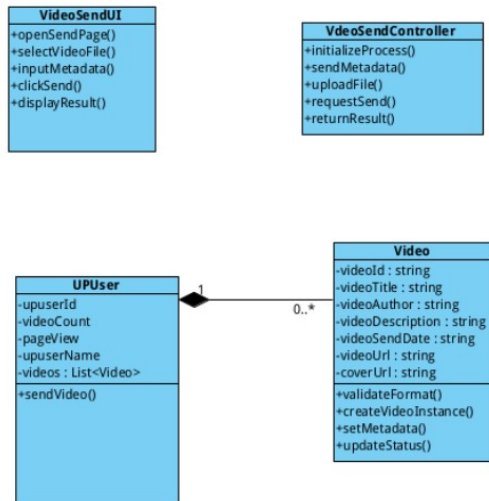 VideoSendUI
+openSendPage()
+selectVideoFile()
+inputMetadata()
+clickSend()
+displayResult()
VdeoSendController
+initializeProcess()
+sendMetadata()
+uploadFile()
+requestSend()
+returnResult()
UPUser
-upuserId
-videoCount
-pageView
-upuserName
-videos : List<Video>
+sendVideo()
1
0..*
Video
-videoId : string
-videoTitle : string
-videoAuthor : string
-videoDescription : string
-videoSendDate : string
-videoUrl : string
-coverUrl : string
+validateFormat()
+createVideoInstance()
+setMetadata()
+updateStatus()